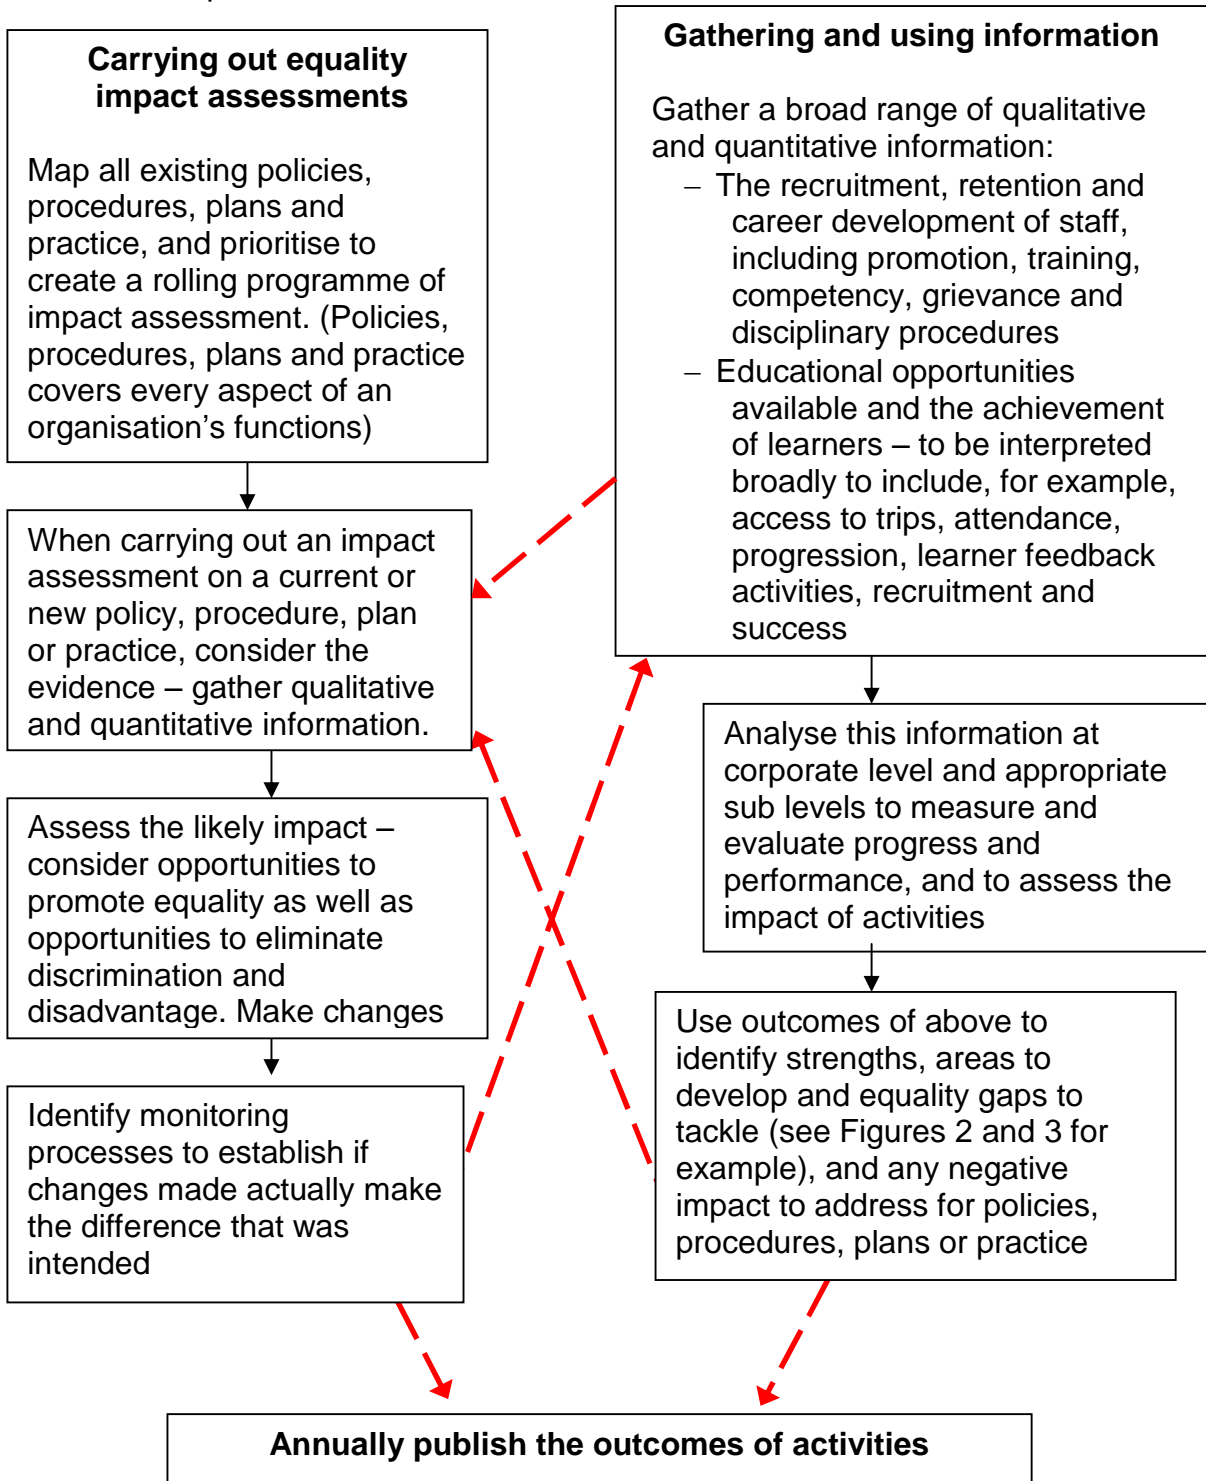 Carrying out equality
impact assessments
Map all existing policies,
procedures, plans and
practice, and prioritise to
create a rolling programme of
impact assessment. (Policies,
procedures, plans and practice
covers every aspect of an
organisation’s functions)
When carrying out an impact
assessment on a current or
new policy, procedure, plan
or practice, consider the
evidence – gather qualitative
and quantitative information.
Assess the likely impact –
consider opportunities to
promote equality as well as
opportunities to eliminate
discrimination and
disadvantage. Make changes
Identify monitoring
processes to establish if
changes made actually make
the difference that was
intended
Gathering and using information
Gather a broad range of qualitative
and quantitative information:
– The recruitment, retention and
career development of staff,
including promotion, training,
competency, grievance and
disciplinary procedures
– Educational opportunities
available and the achievement
of learners – to be interpreted
broadly to include, for example,
access to trips, attendance,
progression, learner feedback
activities, recruitment and
success
Analyse this information at
corporate level and appropriate
sub levels to measure and
evaluate progress and
performance, and to assess the
impact of activities
Use outcomes of above to
identify strengths, areas to
develop and equality gaps to
tackle (see Figures 2 and 3 for
example), and any negative
impact to address for policies,
procedures, plans or practice
Annually publish the outcomes of activities